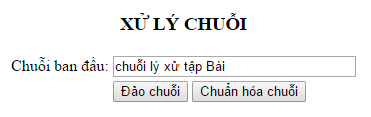 XỬ LÝ CHUỖI
Chuỗi ban đầu: chuỗi lý xử tập Bài
Đảo chuỗi Chuẩn hóa chuỗi